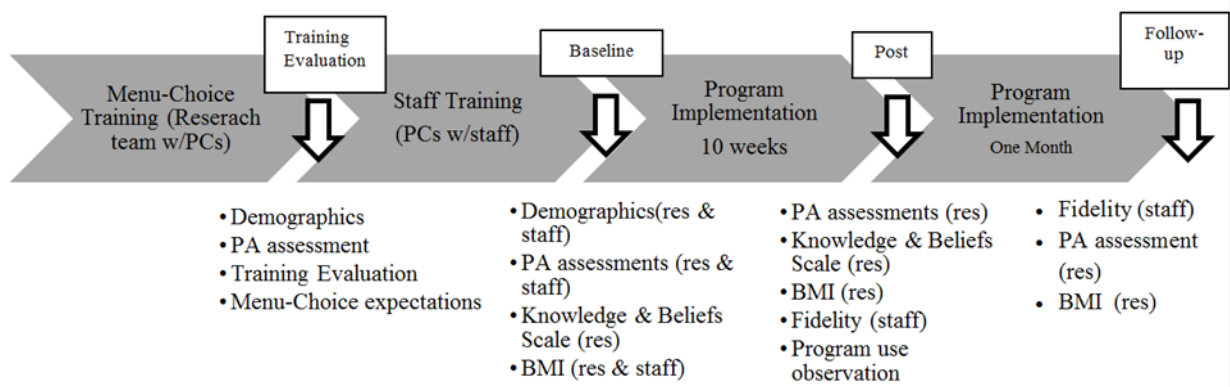 Training
Evaluation
Baseline
Post
Follow-
up
Menu-Choice
Training (Reserach
team w/PCs)
Staff Training
(PCs w/staff)
Program
Implementation
10 weeks
Program
Implementation
One Month
• Demographics
• PA assessment
• Training Evaluation
• Menu-Choice expectations
• Demographics(res &
staff)
• PA assessments (res &
staff)
• Knowledge & Beliefs
Scale (res)
• BMI (res & staff)
• PA assessments (res)
• Knowledge & Beliefs
Scale (res)
• BMI (res)
• Fidelity (staff)
• Program use
observation
• Fidelity (staff)
• PA assessment
(res)
• BMI (res)